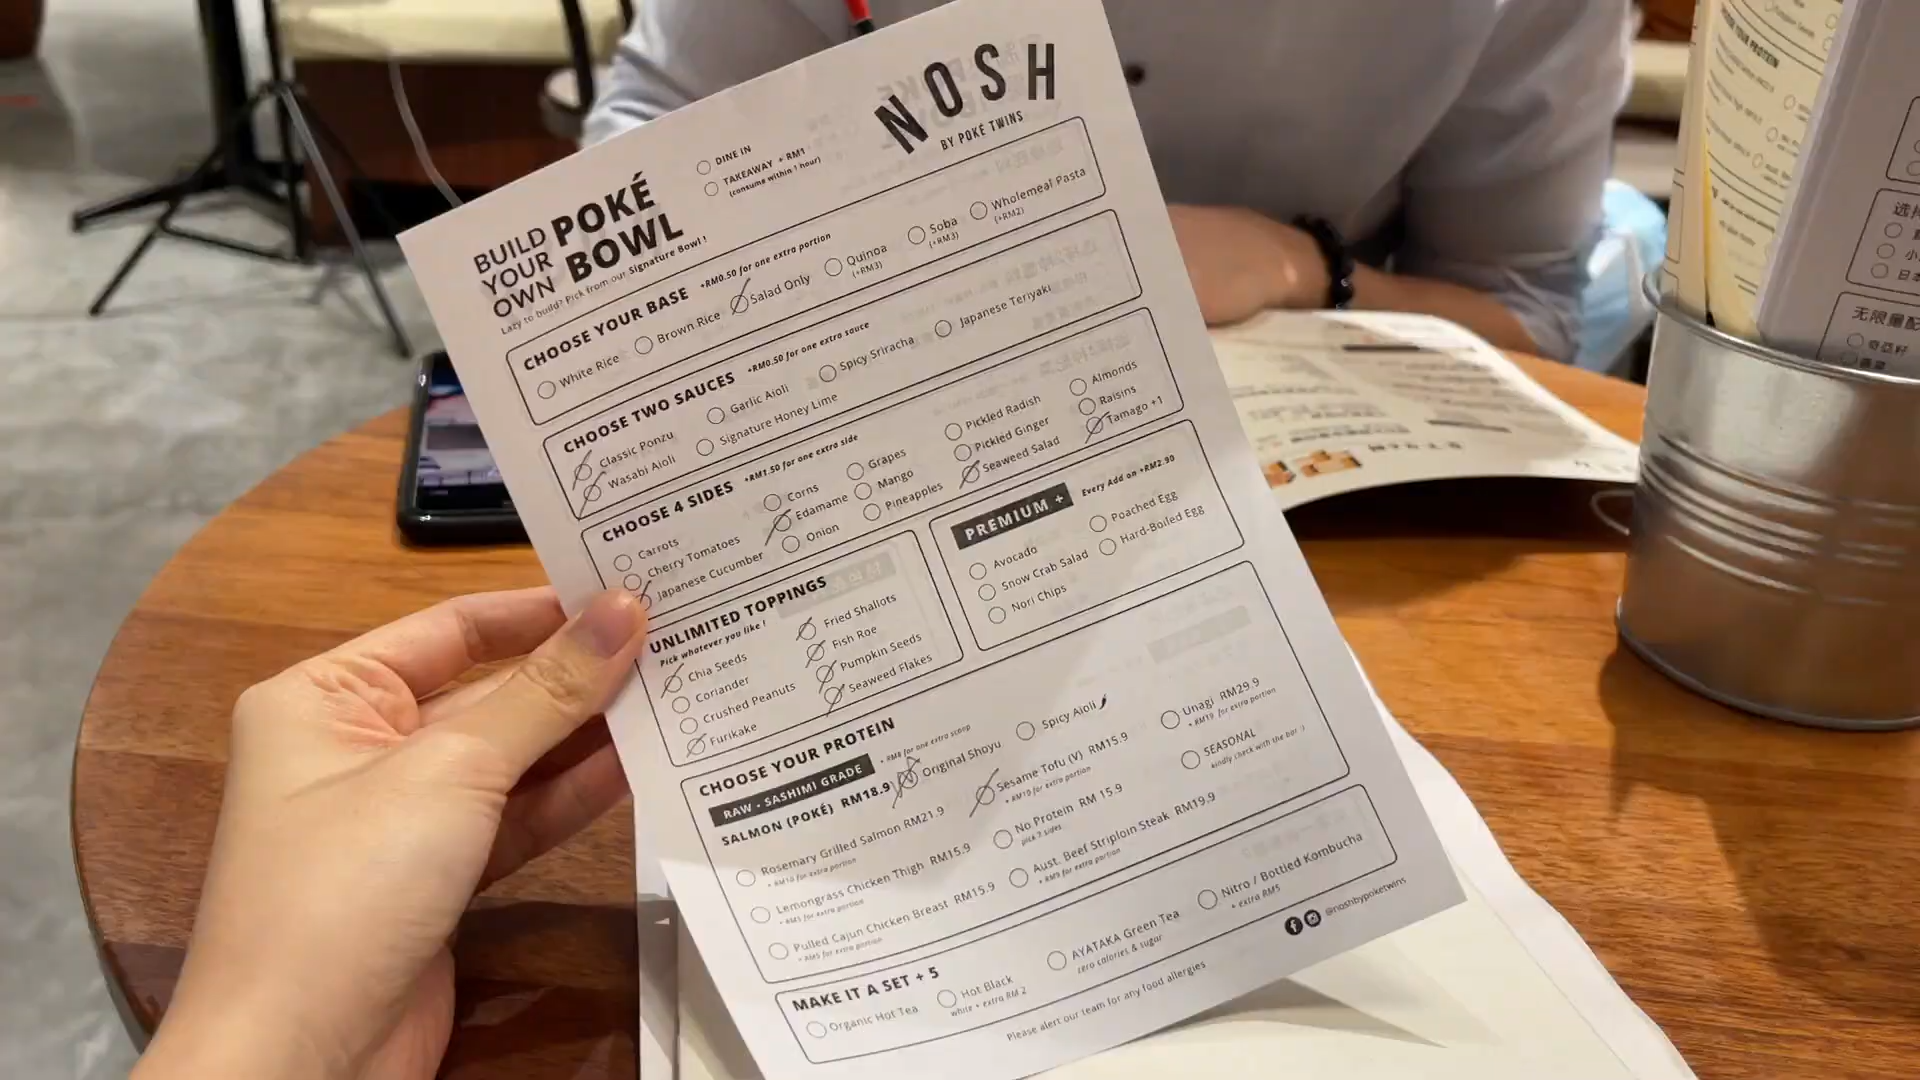 NOSH
BY POKÉ TWINS
DINE IN
TAKEAWAY + RM1
(consume within 1 hour)
BUILD YOUR OWN POKÉ BOWL
Lazy to build? Pick from our Signature Bowl !
CHOOSE YOUR BASE +RM0.50 for one extra portion
White Rice
Brown Rice
Salad Only
Quinoa
(+RM3)
Soba
(+RM3)
Wholemeal Pasta
(+RM2)
CHOOSE TWO SAUCES +RM0.50 for one extra sauce
Classic Ponzu
Garlic Aioli
Spicy Sriracha
Japanese Teriyaki
Wasabi Aioli
Signature Honey Lime
CHOOSE 4 SIDES +RM1.50 for one extra side
Carrots
Cherry Tomatoes
Japanese Cucumber
Corns
Edamame
Onion
Grapes
Mango
Pineapples
Pickled Radish
Pickled Ginger
Seaweed Salad
Almonds
Raisins
Tamago +1
UNLIMITED TOPPINGS
Pick whatever you like !
Chia Seeds
Coriander
Crushed Peanuts
Furikake
Fried Shallots
Fish Roe
Pumpkin Seeds
Seaweed Flakes
PREMIUM + Every Add on +RM2.90
Avocado
Snow Crab Salad
Nori Chips
Poached Egg
Hard-Boiled Egg
CHOOSE YOUR PROTEIN
RAW - SASHIMI GRADE + RM8 for one extra scoop
SALMON (POKÉ) RM18.9
Original Shoyu
Spicy Aioli
Rosemary Grilled Salmon RM21.9
+ RM10 for extra portion
Lemongrass Chicken Thigh RM15.9
+ RM5 for extra portion
Pulled Cajun Chicken Breast RM15.9
+ RM5 for extra portion
Sesame Tofu (V) RM15.9
+ RM10 for extra portion
No Protein RM 15.9
Aust. Beef Striploin Steak RM19.9
+ RM9 for extra portion
Unagi RM29.9
+ RM19 for extra portion
SEASONAL
kindly check with the bar :)
MAKE IT A SET + 5
Organic Hot Tea
Hot Black
white + extra RM 2
AYATAKA Green Tea
zero calories & sugar
Nitro / Bottled Kombucha
+ extra RM5
Please alert our team for any food allergies
@noshbypoketwins
无限量配